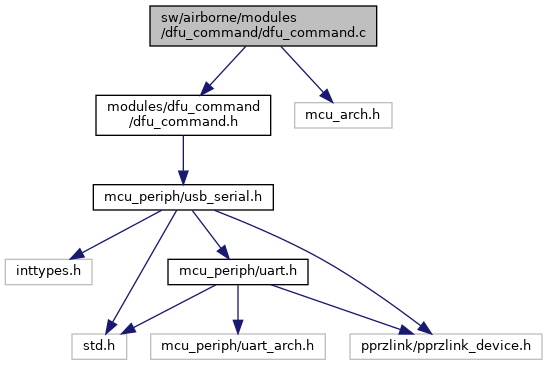 sw/airborne/modules
/dfu_command/dfu_command.c
modules/dfu_command
/dfu_command.h
mcu_arch.h
mcu_periph/usb_serial.h
inttypes.h
mcu_periph/uart.h
std.h
mcu_periph/uart_arch.h
pprzlink/pprzlink_device.h